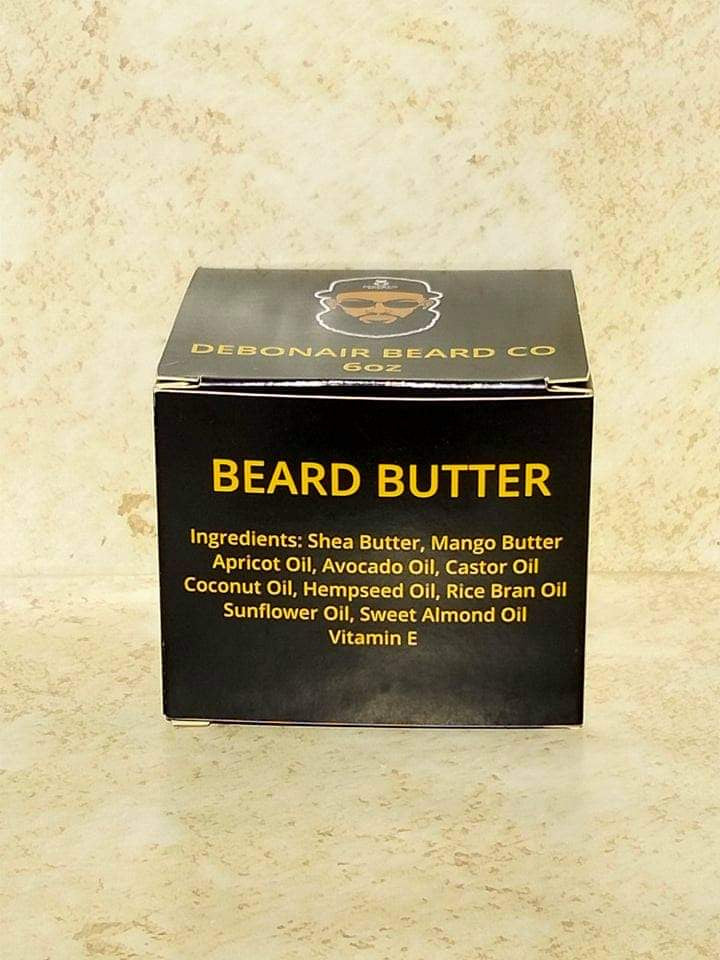 DEBONAIR BEARD CO
6oz
BEARD BUTTER
Ingredients: Shea Butter, Mango Butter
Apricot Oil, Avocado Oil, Castor Oil
Coconut Oil, Hempseed Oil, Rice Bran Oil
Sunflower Oil, Sweet Almond Oil
Vitamin E